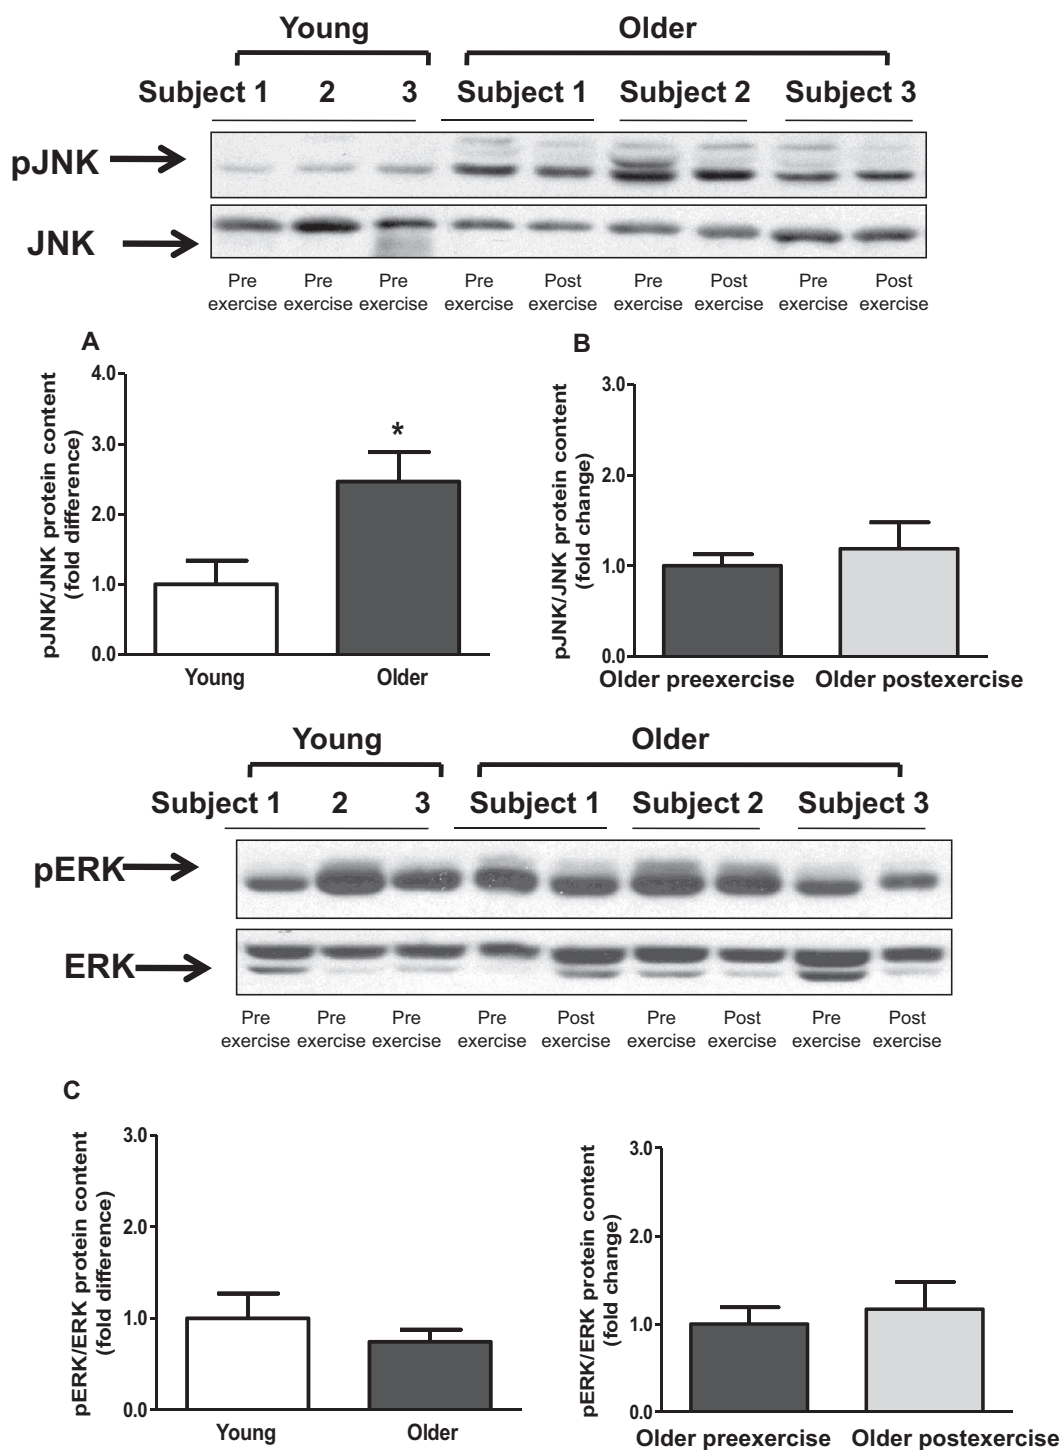 Young Older
Subject 1 2 3 Subject 1 Subject 2 Subject 3
pJNK
JNK
Pre Pre Pre Pre Post Pre Post Pre Post
exercise exercise exercise exercise exercise exercise exercise exercise exercise
A
pJNK/JNK protein content
(fold difference)
4.0
3.0
2.0
1.0
0.0
*
Young Older
B
pJNK/JNK protein content
(fold change)
3.0
2.0
1.0
0.0
Older preexercise Older postexercise
Young Older
Subject 1 2 3 Subject 1 Subject 2 Subject 3
pERK
ERK
Pre Pre Pre Pre Post Pre Post Pre Post
exercise exercise exercise exercise exercise exercise exercise exercise exercise
C
pERK/ERK protein content
(fold difference)
3.0
2.0
1.0
0.0
Young Older
pERK/ERK protein content
(fold change)
3.0
2.0
1.0
0.0
Older preexercise Older postexercise